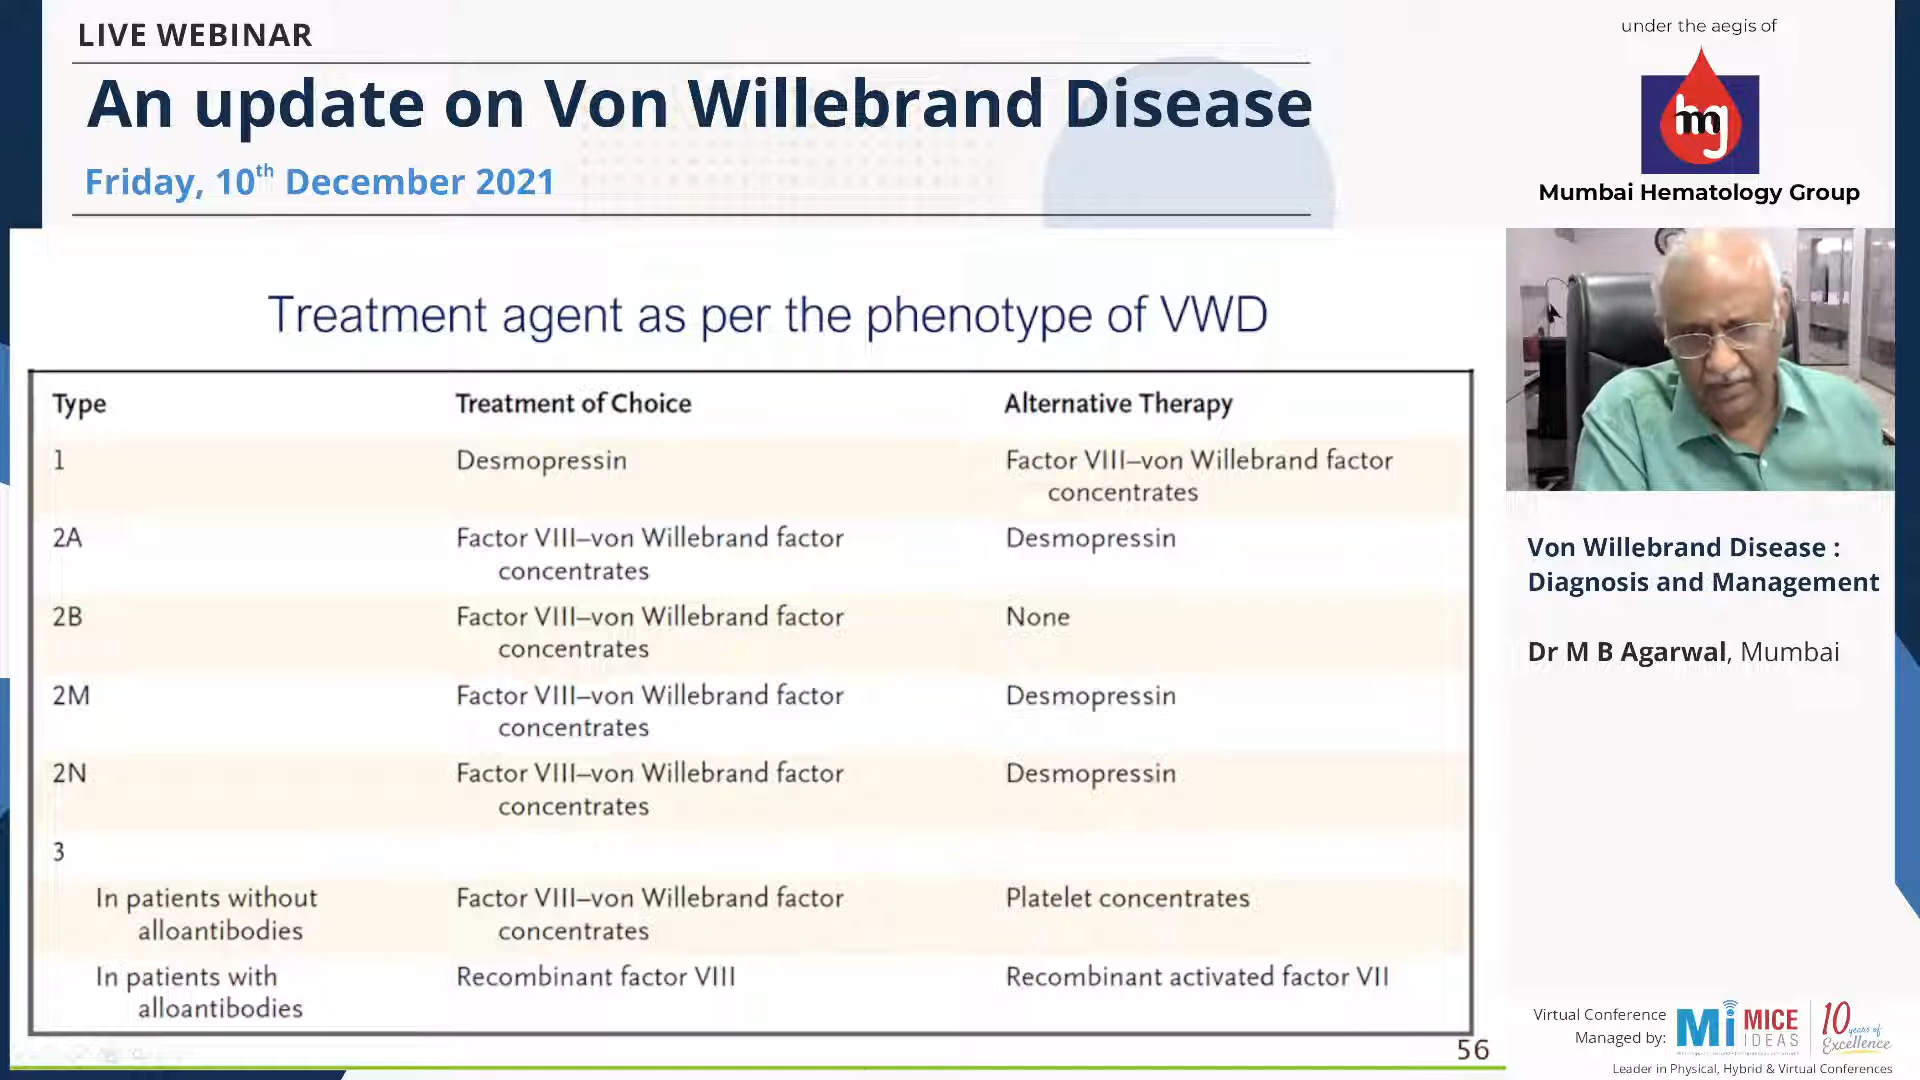 LIVE WEBINAR
An update on Von Willebrand Disease
Friday, 10th December 2021
under the aegis of
hmg
Mumbai Hematology Group
Treatment agent as per the phenotype of VWD
Type Treatment of Choice Alternative Therapy
1 Desmopressin Factor VIII–von Willebrand factor
concentrates
2A Factor VIII–von Willebrand factor Desmopressin
concentrates
2B Factor VIII–von Willebrand factor None
concentrates
2M Factor VIII–von Willebrand factor Desmopressin
concentrates
2N Factor VIII–von Willebrand factor Desmopressin
concentrates
3
In patients without Factor VIII–von Willebrand factor Platelet concentrates
alloantibodies concentrates
In patients with Recombinant factor VIII Recombinant activated factor VII
alloantibodies
56
Von Willebrand Disease :
Diagnosis and Management
Dr M B Agarwal, Mumbai
Virtual Conference
Managed by:
Mi MICE
IDEAS
10 years of
Excellence
Leader in Physical, Hybrid & Virtual Conferences